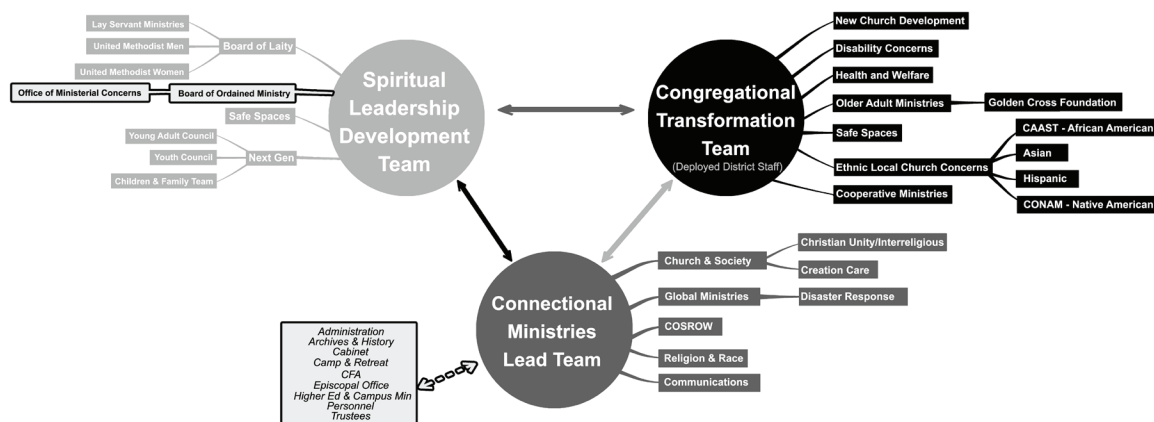 Lay Servant Ministries
United Methodist Men
United Methodist Women
Board of Laity
Office of Ministerial Concerns
Board of Ordained Ministry
Safe Spaces
Young Adult Council
Youth Council
Children & Family Team
Next Gen
Spiritual
Leadership
Development
Team
Congregational
Transformation
Team
(Deployed District Staff)
New Church Development
Disability Concerns
Health and Welfare
Older Adult Ministries
Golden Cross Foundation
Safe Spaces
Ethnic Local Church Concerns
CAAST - African American
Asian
Hispanic
CONAM - Native American
Cooperative Ministries
Connectional
Ministries
Lead Team
Church & Society
Christian Unity/Interreligious
Creation Care
Global Ministries
Disaster Response
COSROW
Religion & Race
Communications
Administration
Archives & History
Cabinet
Camp & Retreat
CFA
Episcopal Office
Higher Ed & Campus Min
Personnel
Trustees